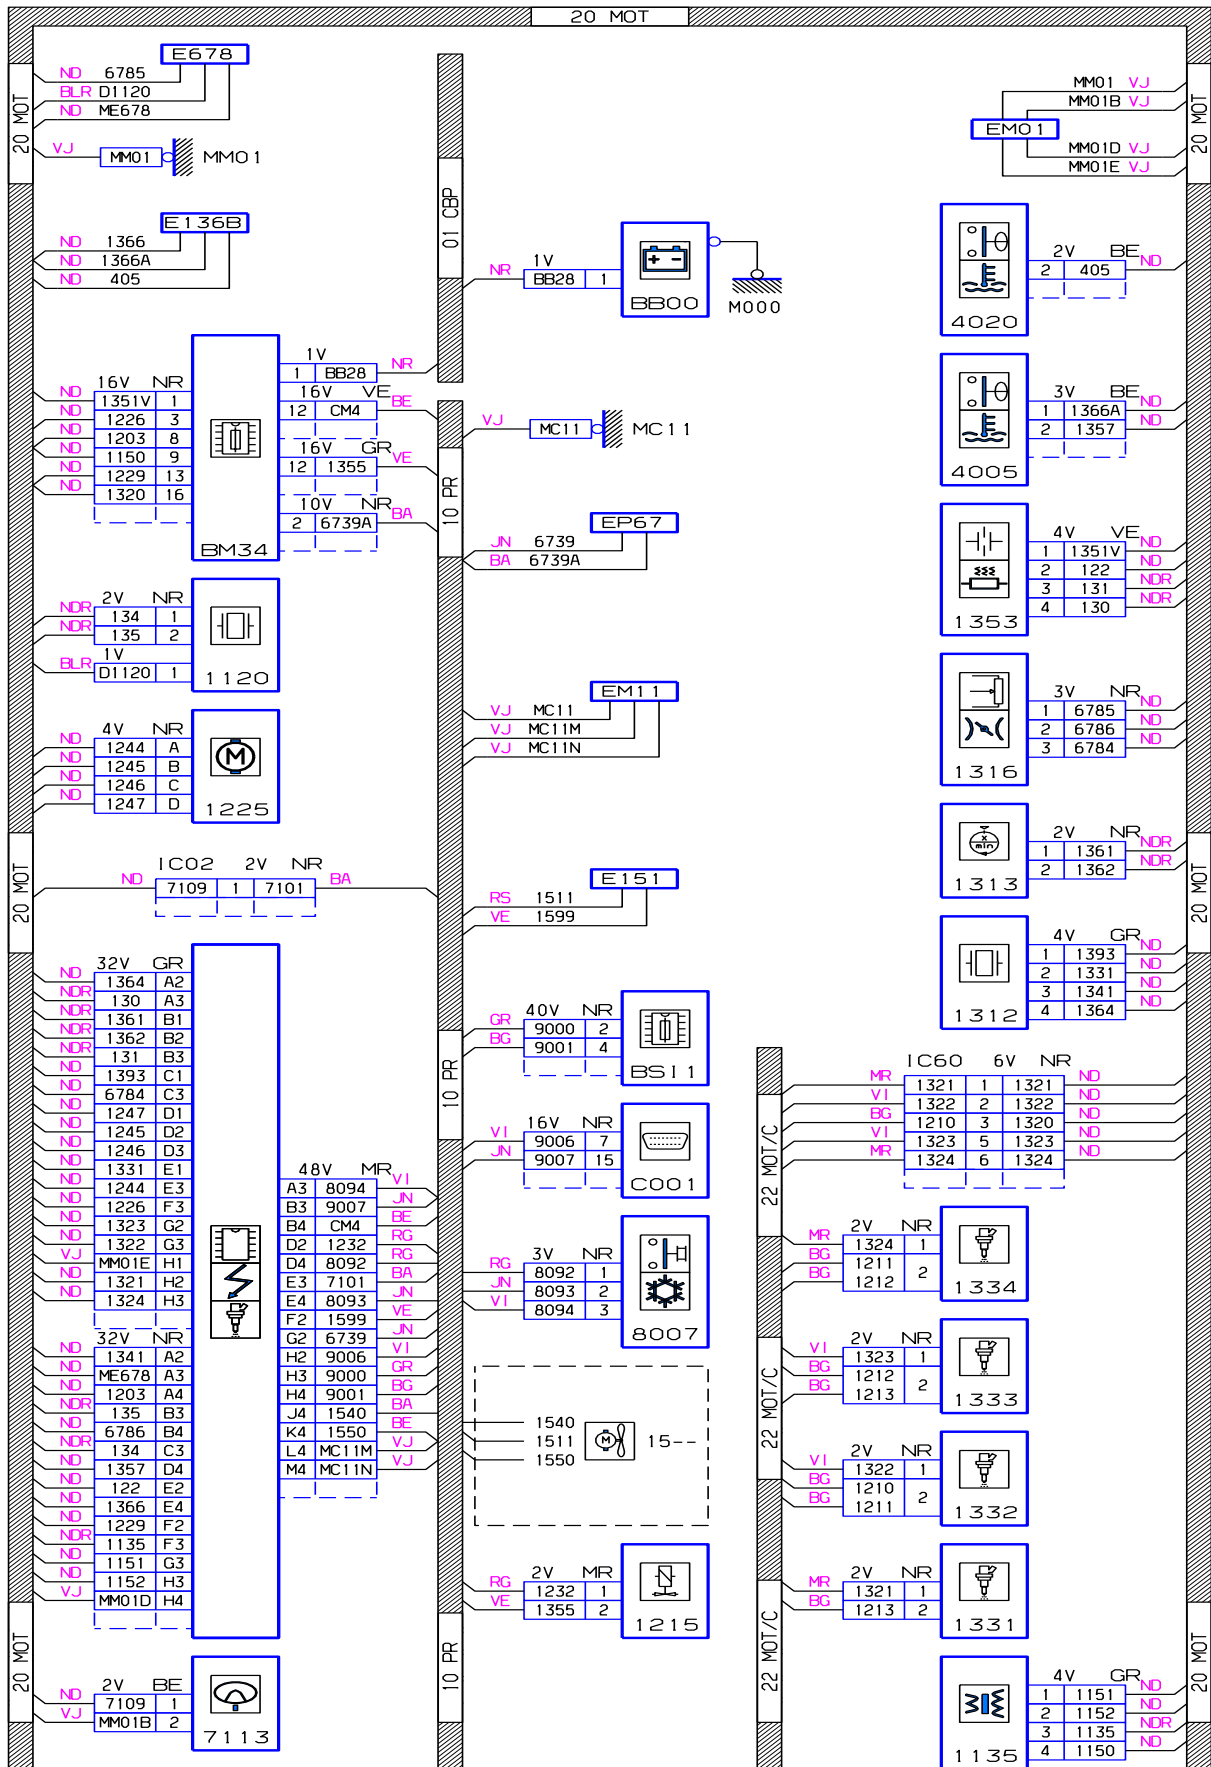 20 MOT
E678
ND 6785
BLR D1120
ND ME678
20 MOT
VJ MM01 MM01
E136B
ND 1366
ND 1366A
ND 405
1V
1 BB28 NR
16V NR
ND 1351V 1
ND 1226 3
ND 1203 8
ND 1150 9
ND 1229 13
ND 1320 16
16V VE
12 CM4 BE
16V GR
12 1355 VE
10V NR
2 6739A BA
BM34
2V NR
NDR 134 1
NDR 135 2
1V
BLR D1120 1
1120
4V NR
ND 1244 A
ND 1245 B
ND 1246 C
ND 1247 D
1225
20 MOT
IC02 2V NR
ND 7109 1 7101 BA
32V GR
ND 1364 A2
NDR 130 A3
NDR 1361 B1
NDR 1362 B2
NDR 131 B3
ND 1393 C1
ND 6784 C3
ND 1247 D1
ND 1245 D2
ND 1246 D3
ND 1331 E1
ND 1244 E3
ND 1226 F3
ND 1323 G2
ND 1322 G3
VJ MM01E H1
ND 1321 H2
ND 1324 H3
32V NR
ND 1341 A2
ND ME678 A3
ND 1203 A4
NDR 135 B3
ND 6786 B4
NDR 134 C3
ND 1357 D4
ND 122 E2
ND 1366 E4
ND 1229 F2
NDR 1135 F3
ND 1151 G3
ND 1152 H3
VJ MM01D H4
48V MR
A3 8094 VI
B3 9007 JN
B4 CM4 BE
D2 1232 RG
D4 8092 RG
E3 7101 BA
E4 8093 JN
F2 1599 VE
G2 6739 JN
H2 9006 VI
H3 9000 GR
H4 9001 BG
J4 1540 BA
K4 1550 BE
L4 MC11M VJ
M4 MC11N VJ
20 MOT
2V BE
ND 7109 1
VJ MM01B 2
7113
01 CBP
1V
NR BB28 1
BB00
M000
VJ MC11 MC11
10 PR
EP67
JN 6739
BA 6739A
EM11
VJ MC11
VJ MC11M
VJ MC11N
E151
RS 1511
VE 1599
10 PR
40V NR
GR 9000 2
BG 9001 4
BSI1
16V NR
VI 9006 7
JN 9007 15
C001
3V NR
RG 8092 1
JN 8093 2
VI 8094 3
8007
1540
1511
1550
M
15--
2V MR
RG 1232 1
VE 1355 2
1215
10 PR
MM01 VJ
MM01B VJ
EM01
MM01D VJ
MM01E VJ
20 MOT
2V BE
2 405 ND
4020
3V BE
1 1366A ND
2 1357 ND
4005
4V VE
1 1351V ND
2 122 ND
3 131 NDR
4 130 NDR
1353
3V NR
1 6785 ND
2 6786 ND
3 6784 ND
1316
2V NR
1 1361 NDR
2 1362 NDR
x
min
1313
20 MOT
4V GR
1 1393 ND
2 1331 ND
3 1341 ND
4 1364 ND
1312
IC60 6V NR
MR 1321 1 1321 ND
VI 1322 2 1322 ND
BG 1210 3 1320 ND
VI 1323 5 1323 ND
MR 1324 6 1324 ND
22 MOT/C
2V NR
MR 1324 1
BG 1211 2
BG 1212
1334
2V NR
VI 1323 1
BG 1212 2
BG 1213
1333
22 MOT/C
2V NR
VI 1322 1
BG 1210 2
BG 1211
1332
2V NR
MR 1321 1
BG 1213 2
1331
22 MOT/C
4V GR
1 1151 ND
2 1152 ND
3 1135 NDR
4 1150 ND
1135
20 MOT
M